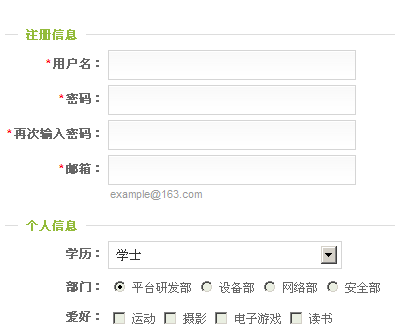 注册信息
*用户名：
*密码：
*再次输入密码：
*邮箱：
example@163.com
个人信息
学历： 学士
部门： 平台研发部 设备部 网络部 安全部
爱好： 运动 摄影 电子游戏 读书